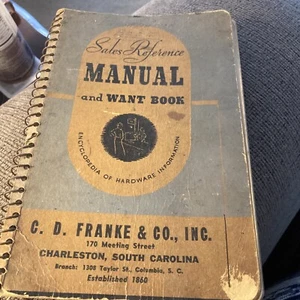 Sales Reference
MANUAL
and WANT BOOK
ENCYCLOPEDIA OF HARDWARE INFORMATION
C. D. FRANKE & CO., INC.
170 Meeting Street
CHARLESTON, SOUTH CAROLINA
Branch: 1308 Taylor St., Columbia, S. C.
Established 1860